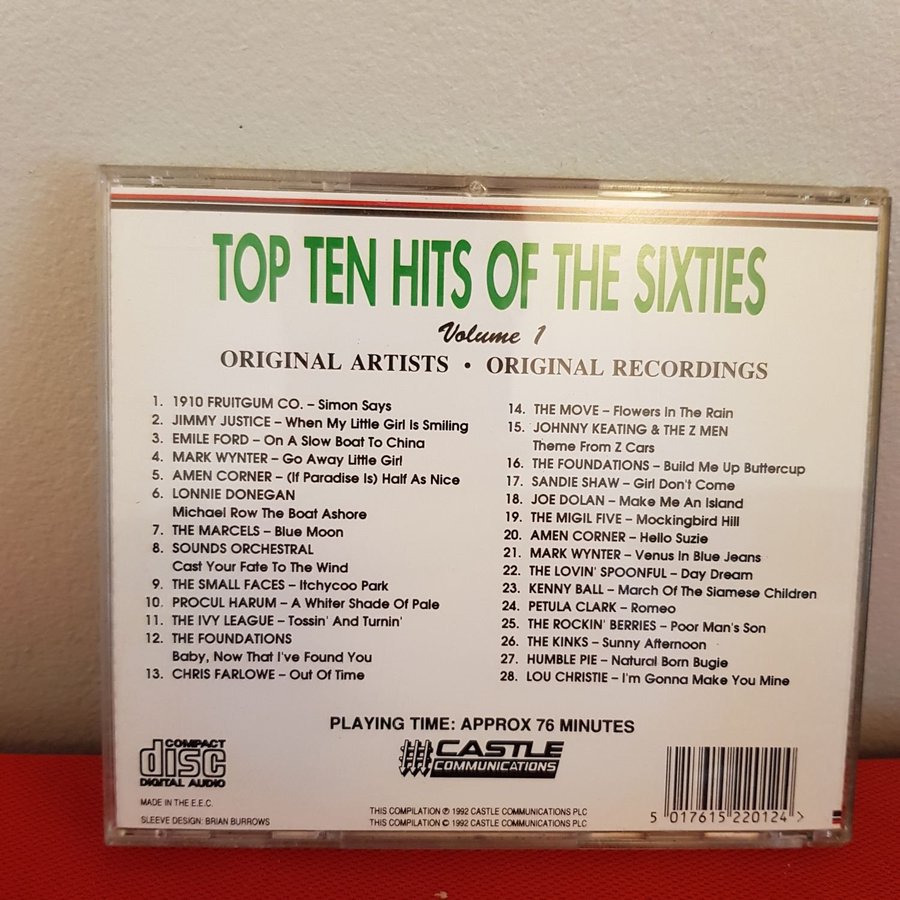 TOP TEN HITS OF THE SIXTIES
Volume 1
ORIGINAL ARTISTS • ORIGINAL RECORDINGS
1. 1910 FRUITGUM CO. – Simon Says
2. JIMMY JUSTICE – When My Little Girl Is Smiling
3. EMILE FORD – On A Slow Boat To China
4. MARK WYNTER – Go Away Little Girl
5. AMEN CORNER – (If Paradise Is) Half As Nice
6. LONNIE DONEGAN
Michael Row The Boat Ashore
7. THE MARCELS – Blue Moon
8. SOUNDS ORCHESTRAL
Cast Your Fate To The Wind
9. THE SMALL FACES – Itchycoo Park
10. PROCUL HARUM – A Whiter Shade Of Pale
11. THE IVY LEAGUE – Tossin' And Turnin'
12. THE FOUNDATIONS
Baby, Now That I've Found You
13. CHRIS FARLOWE – Out Of Time
14. THE MOVE – Flowers In The Rain
15. JOHNNY KEATING & THE Z MEN
Theme From Z Cars
16. THE FOUNDATIONS – Build Me Up Buttercup
17. SANDIE SHAW – Girl Don't Come
18. JOE DOLAN – Make Me An Island
19. THE MIGIL FIVE – Mockingbird Hill
20. AMEN CORNER – Hello Suzie
21. MARK WYNTER – Venus In Blue Jeans
22. THE LOVIN' SPOONFUL – Day Dream
23. KENNY BALL – March Of The Siamese Children
24. PETULA CLARK – Romeo
25. THE ROCKIN' BERRIES – Poor Man's Son
26. THE KINKS – Sunny Afternoon
27. HUMBLE PIE – Natural Born Bugie
28. LOU CHRISTIE – I'm Gonna Make You Mine
PLAYING TIME: APPROX 76 MINUTES
COMPACT
disc
DIGITAL AUDIO
CASTLE
COMMUNICATIONS
MADE IN THE E.E.C.
SLEEVE DESIGN: BRIAN BURROWS
THIS COMPILATION ℗ 1992 CASTLE COMMUNICATIONS PLC
THIS COMPILATION © 1992 CASTLE COMMUNICATIONS PLC
5 017615 220124 >